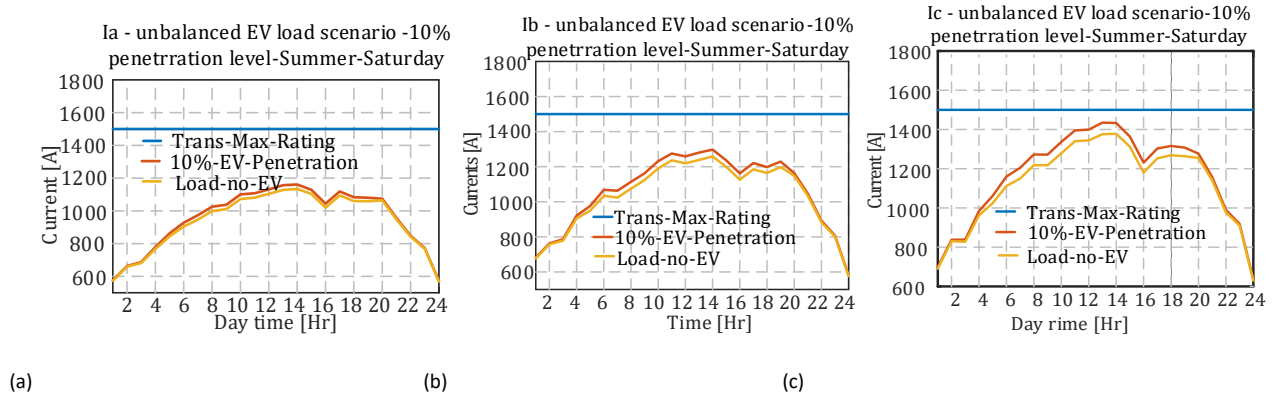 Ia - unbalanced EV load scenario -10%
penetrration level-Summer-Saturday
1800
1600
1400
1200
1000
800
600
Current [A]
Trans-Max-Rating
10%-EV-Penetration
Load-no-EV
2 4 6 8 10 12 14 16 18 20 22 24
Day time [Hr]
(a)
Ib - unbalanced EV load scenario-10%
penetrration level-Summer-Saturday
1800
1600
1400
1200
1000
800
600
Currents [A]
Trans-Max-Rating
10%-EV-Penetration
Load-no-EV
2 4 6 8 10 12 14 16 18 20 22 24
Time [Hr]
(b)
Ic - unbalanced EV load scenario-10%
penetrration level-Summer-Saturday
1800
1600
1400
1200
1000
800
600
Current [A]
Trans-Max-Rating
10%-EV-Penetration
Load-no-EV
2 4 6 8 10 12 14 16 18 20 22 24
Day rime [Hr]
(c)